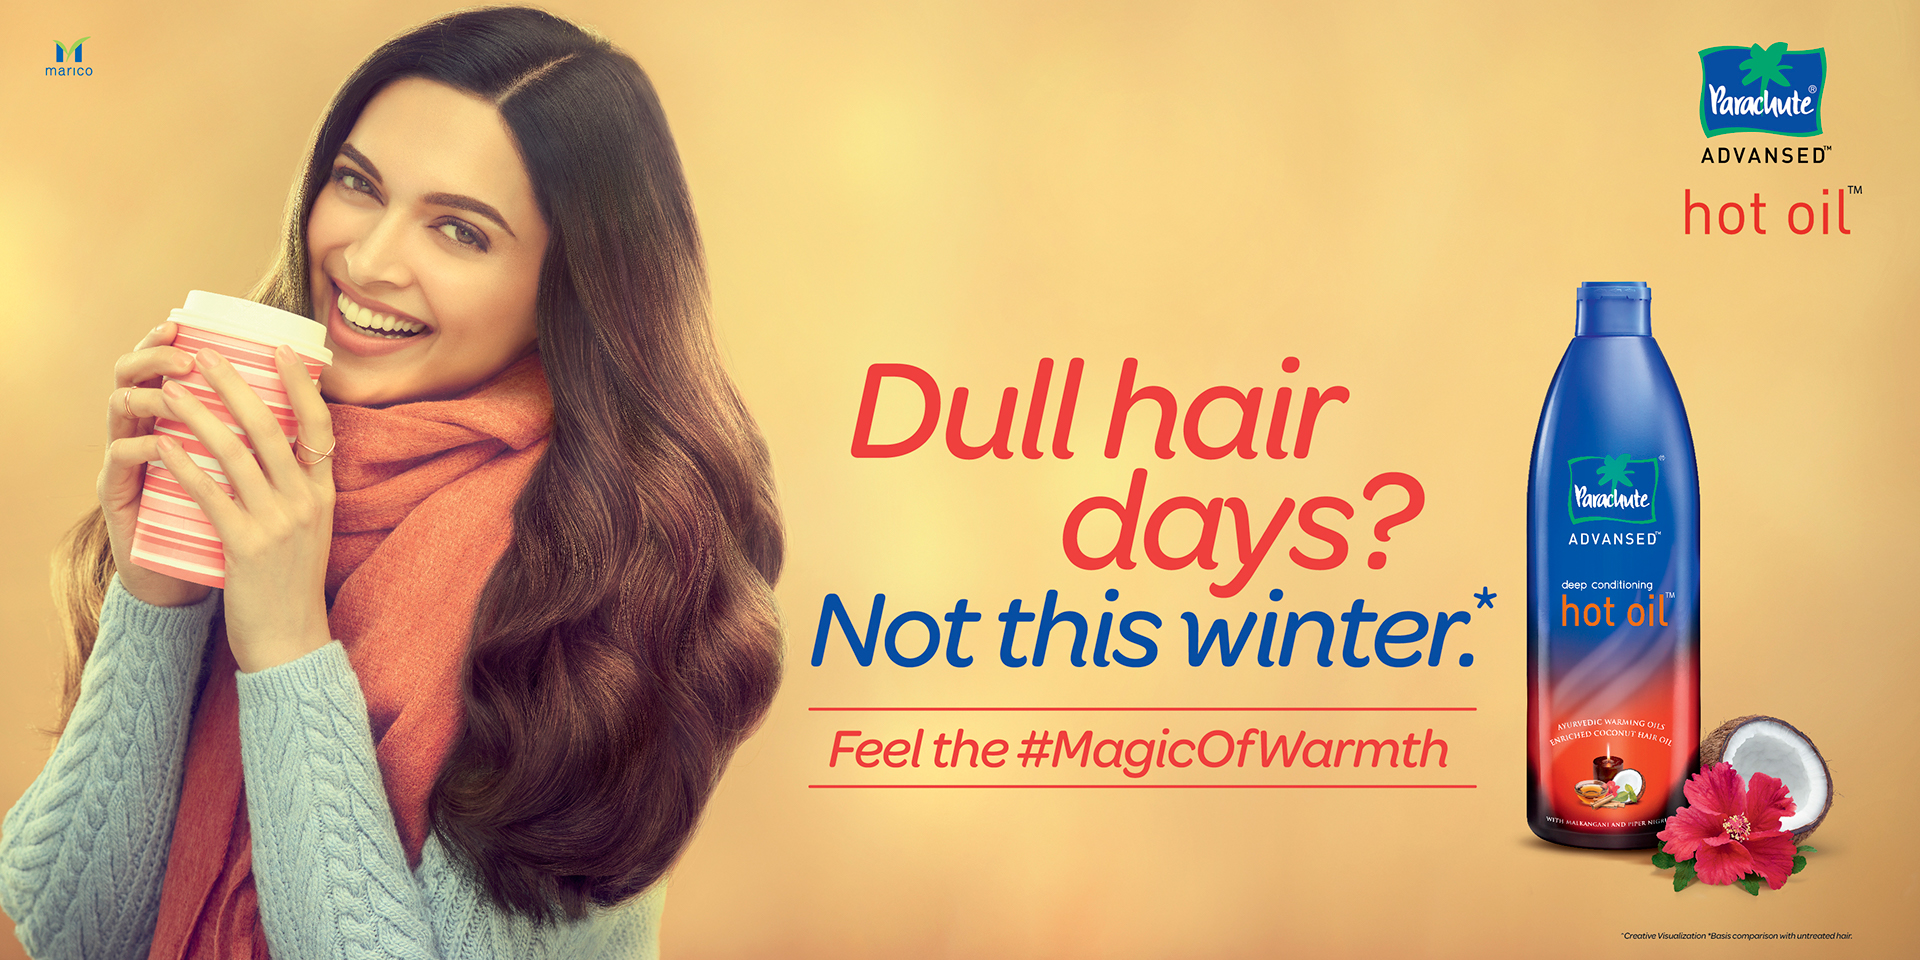 marico
Parachute®
ADVANSED™
hot oil™
Dull hair
days?
Not this winter.*
Feel the #MagicOfWarmth
Parachute®
ADVANSED™
deep conditioning
hot oil™
AYURVEDIC WARMING OILS
ENRICHED COCONUT HAIR OIL
WITH MALKANGANI AND PIPER
*Creative Visualization *Basis comparison with untreated hair.